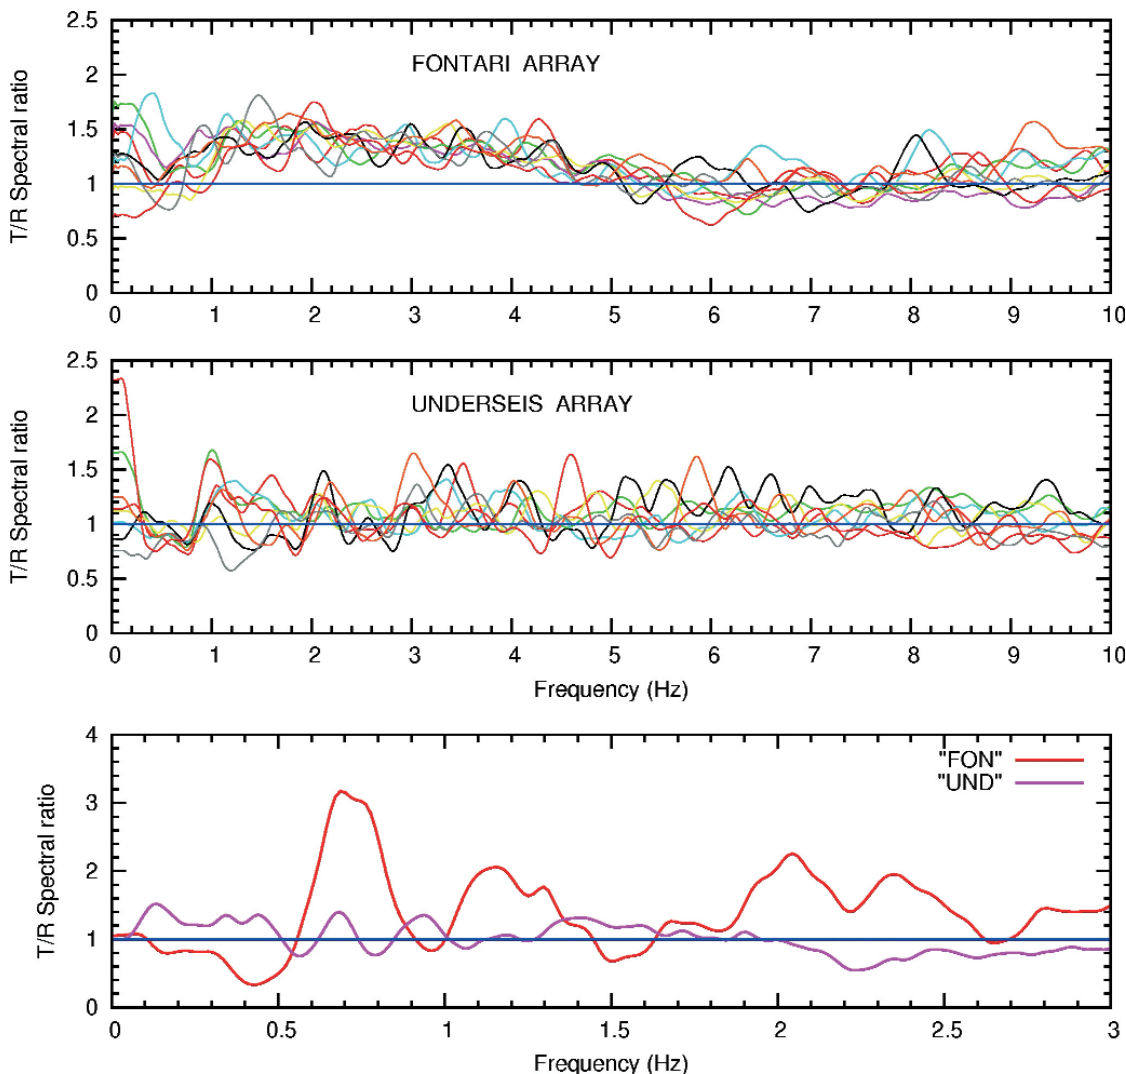 2.5
2
1.5
1
0.5
0
T/R Spectral ratio
FONTARI ARRAY
0 1 2 3 4 5 6 7 8 9 10
2.5
2
1.5
1
0.5
0
T/R Spectral ratio
UNDERSEIS ARRAY
0 1 2 3 4 5 6 7 8 9 10
Frequency (Hz)
4
3
2
1
0
T/R Spectral ratio
"FON"
"UND"
0 0.5 1 1.5 2 2.5 3
Frequency (Hz)